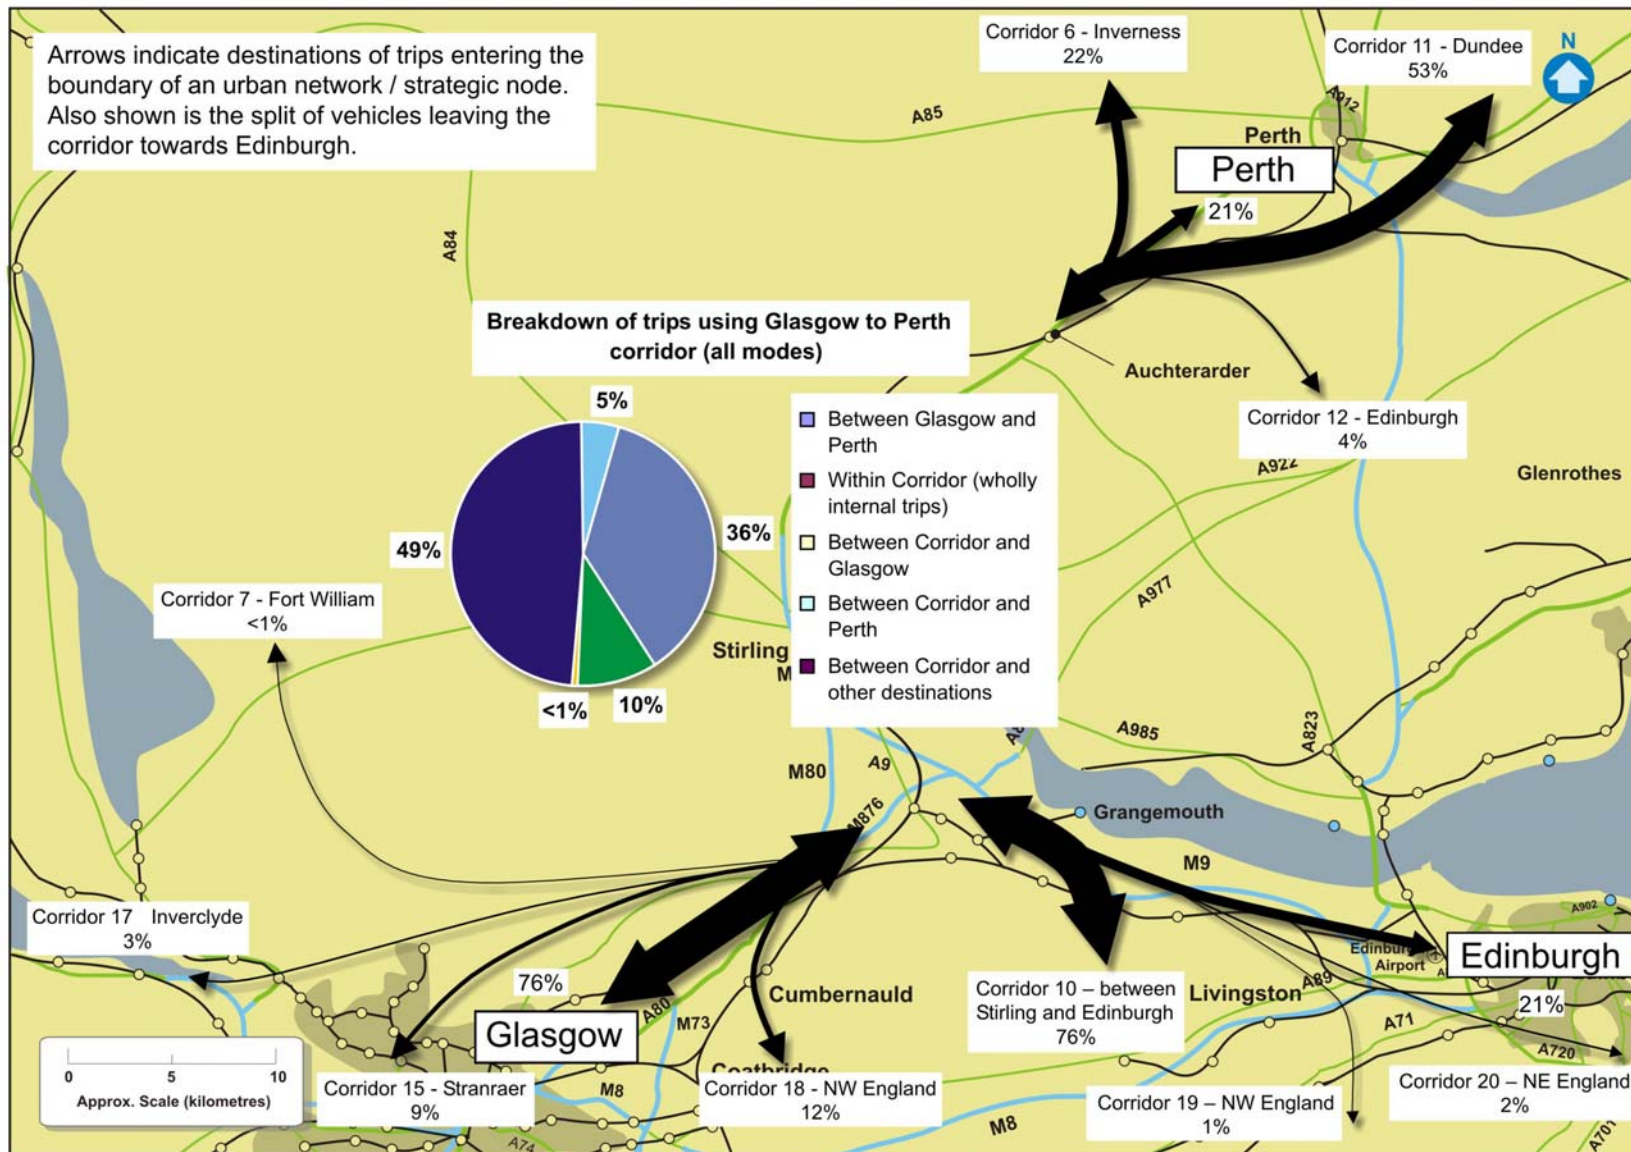 Arrows indicate destinations of trips entering the
boundary of an urban network / strategic node.
Also shown is the split of vehicles leaving the
corridor towards Edinburgh.
Corridor 6 - Inverness
22%
Corridor 11 - Dundee
53%
N
A912
A85
Perth
Perth
21%
A84
Breakdown of trips using Glasgow to Perth
corridor (all modes)
Auchterarder
5%
36%
49%
<1%
10%
Between Glasgow and
Perth
Within Corridor (wholly
internal trips)
Between Corridor and
Glasgow
Between Corridor and
Perth
Between Corridor and
other destinations
Corridor 12 - Edinburgh
4%
A922
Glenrothes
A977
Corridor 7 - Fort William
<1%
Stirling
A985
A823
M80
A9
M876
Grangemouth
M9
A902
Corridor 17 Inverclyde
3%
76%
Glasgow
A80
M73
Cumbernauld
Corridor 10 – between
Stirling and Edinburgh
76%
Livingston
A89
Edinburgh
Airport
Edinburgh
21%
A71
A720
0 5 10
Approx. Scale (kilometres)
Corridor 15 - Stranraer
9%
M8
Coatbridge
Corridor 18 - NW England
12%
Corridor 19 – NW England
1%
Corridor 20 – NE England
2%
A74
M8
A701